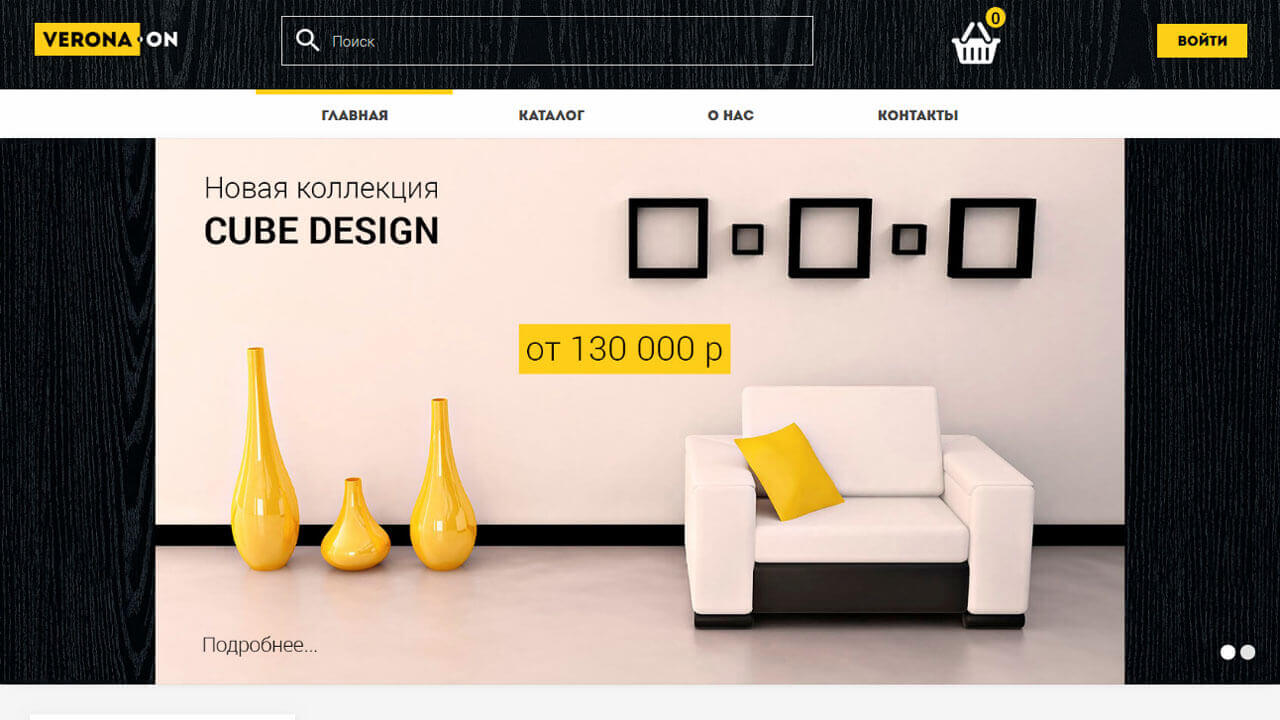 VERONA·ON
Поиск
0
ВОЙТИ
ГЛАВНАЯ
КАТАЛОГ
О НАС
КОНТАКТЫ
Новая коллекция
CUBE DESIGN
от 130 000 р
Подробнее...